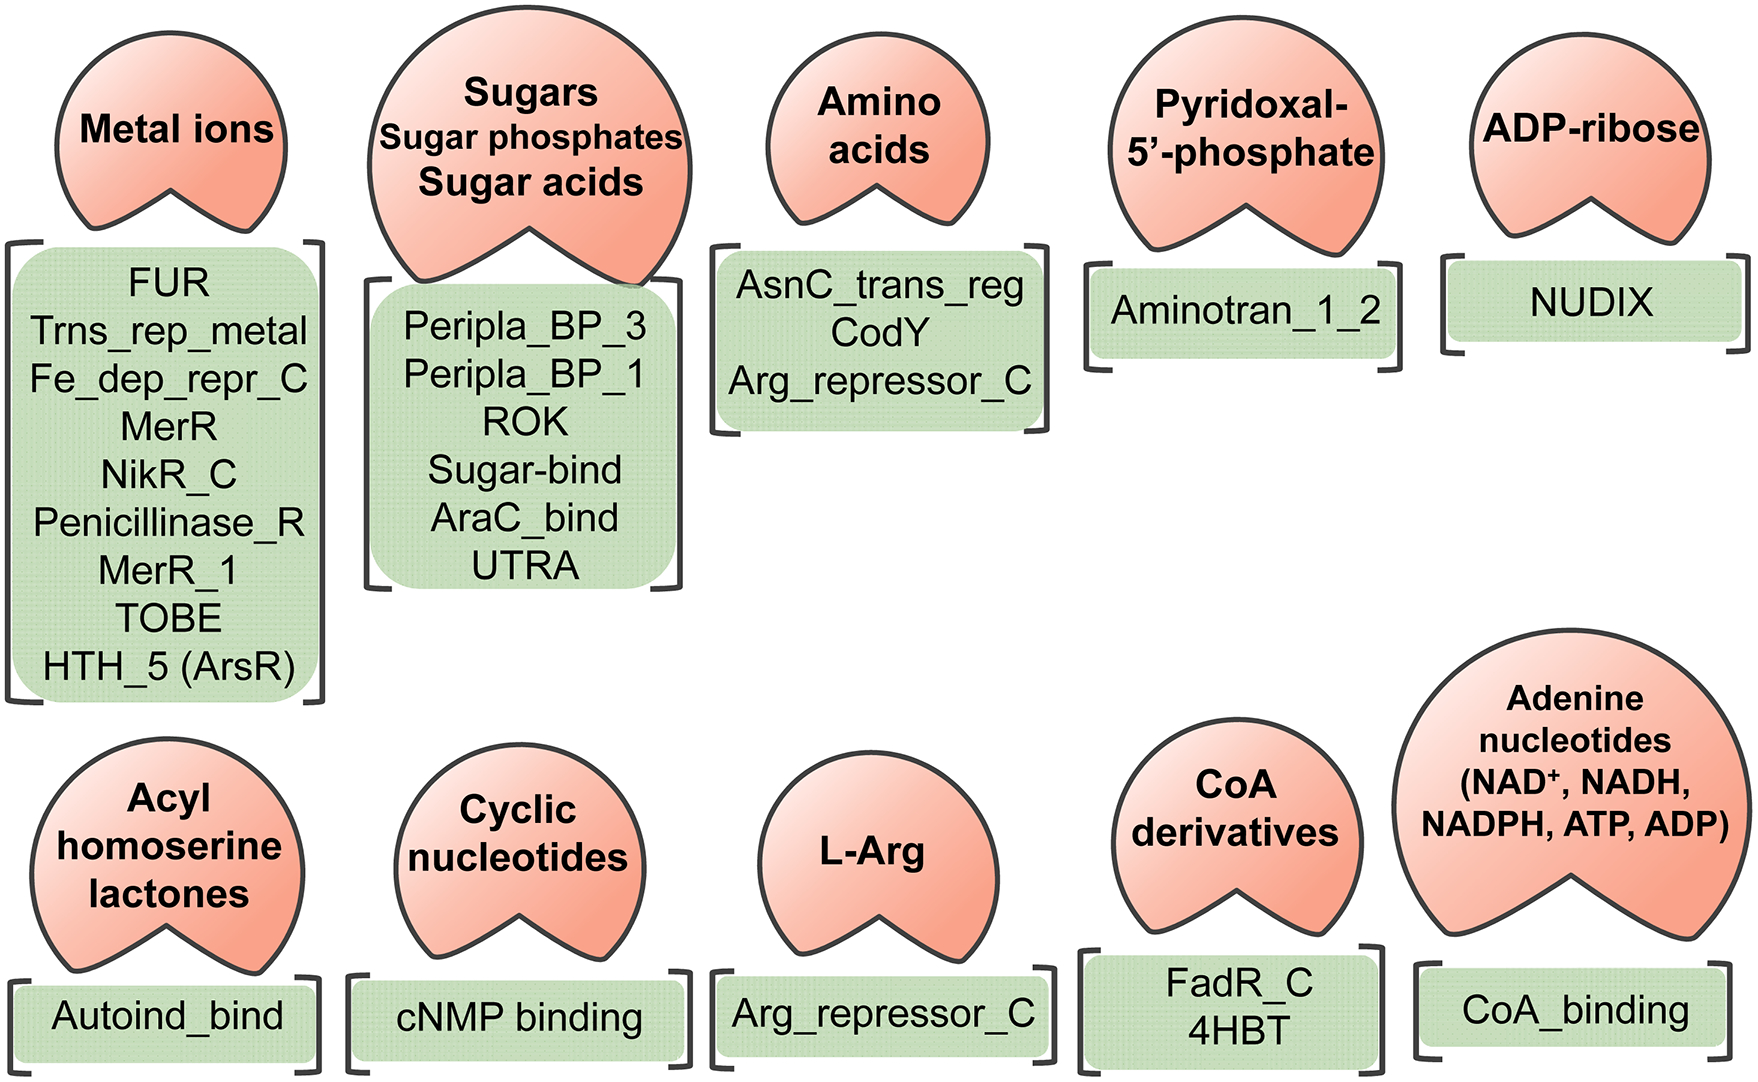 Metal ions
FUR
Trns_rep_metal
Fe_dep_repr_C
MerR
NikR_C
Penicillinase_R
MerR_1
TOBE
HTH_5 (ArsR)
Sugars
Sugar phosphates
Sugar acids
Peripla_BP_3
Peripla_BP_1
ROK
Sugar-bind
AraC_bind
UTRA
Amino
acids
AsnC_trans_reg
CodY
Arg_repressor_C
Pyridoxal-
5’-phosphate
Aminotran_1_2
ADP-ribose
NUDIX
Acyl
homoserine
lactones
Autoind_bind
Cyclic
nucleotides
cNMP binding
L-Arg
Arg_repressor_C
CoA
derivatives
FadR_C
4HBT
Adenine
nucleotides
(NAD⁺, NADH,
NADPH, ATP, ADP)
CoA_binding